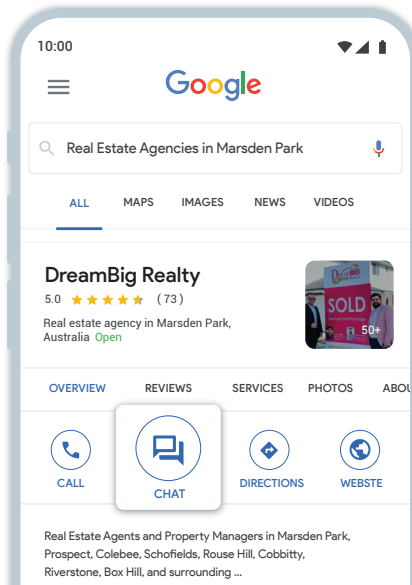 10:00
Google
Real Estate Agencies in Marsden Park
ALL MAPS IMAGES NEWS VIDEOS
DreamBig Realty
5.0 (73)
Real estate agency in Marsden Park,
Australia Open
DREAMBIG
SOLD
50+
OVERVIEW REVIEWS SERVICES PHOTOS ABOU
CALL CHAT DIRECTIONS WEBSTE
Real Estate Agents and Property Managers in Marsden Park,
Prospect, Colebee, Schofields, Rouse Hill, Cobbitty,
Riverstone, Box Hill, and surrounding ...